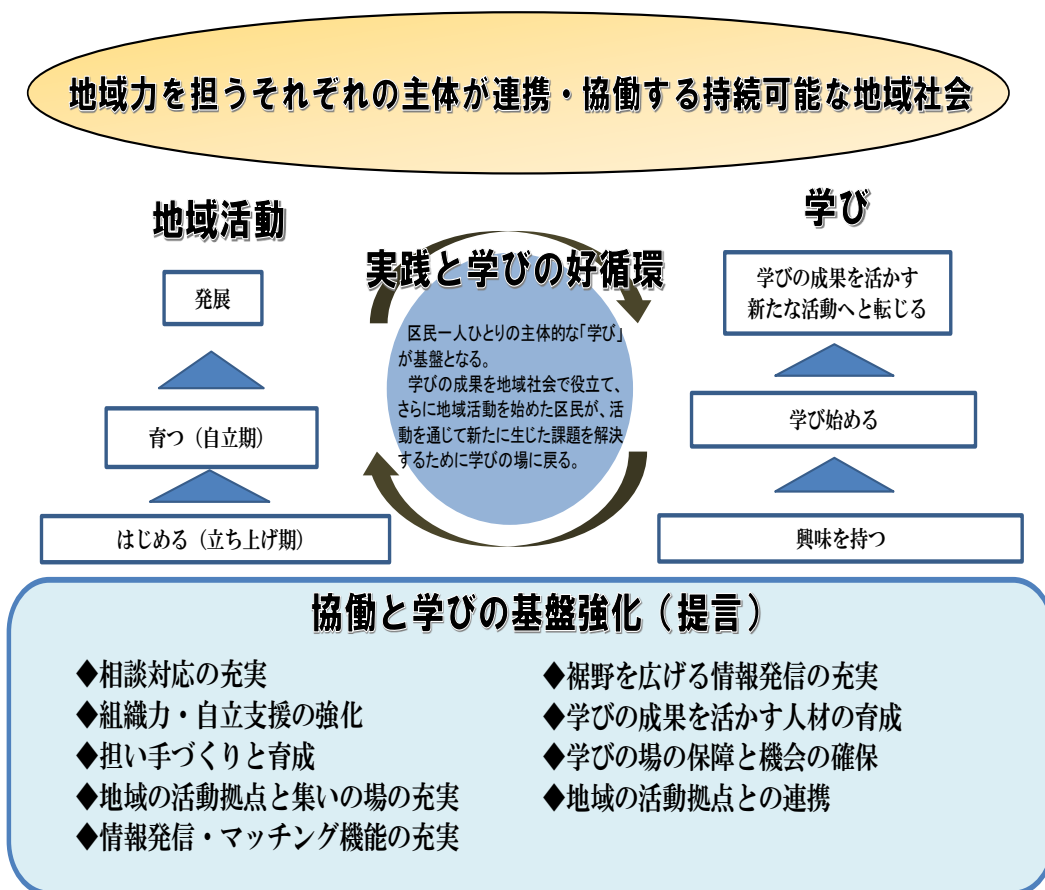 地域力を担うそれぞれの主体が連携・協働する持続可能な地域社会
地域活動
発展
育つ（自立期）
はじめる（立ち上げ期）
実践と学びの好循環
区民一人ひとりの主体的な「学び」
が基盤となる。
学びの成果を地域社会で役立て、
さらに地域活動を始めた区民が、活
動を通じて新たに生じた課題を解決
するために学びの場に戻る。
学び
学びの成果を活かす
新たな活動へと転じる
学び始める
興味を持つ
協働と学びの基盤強化（提言）
◆相談対応の充実
◆組織力・自立支援の強化
◆担い手づくりと育成
◆地域の活動拠点と集いの場の充実
◆情報発信・マッチング機能の充実
◆裾野を広げる情報発信の充実
◆学びの成果を活かす人材の育成
◆学びの場の保障と機会の確保
◆地域の活動拠点との連携